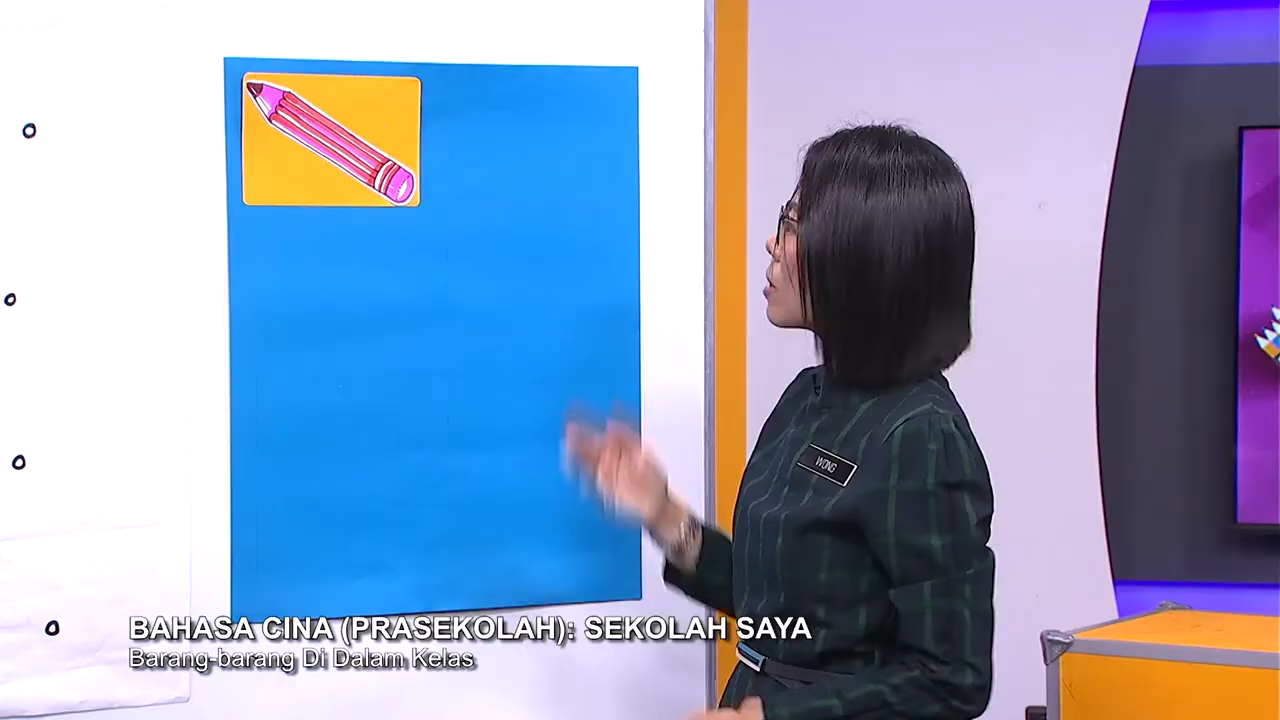 WONG
BAHASA CINA (PRASEKOLAH): SEKOLAH SAYA
Barang-barang Di Dalam Kelas